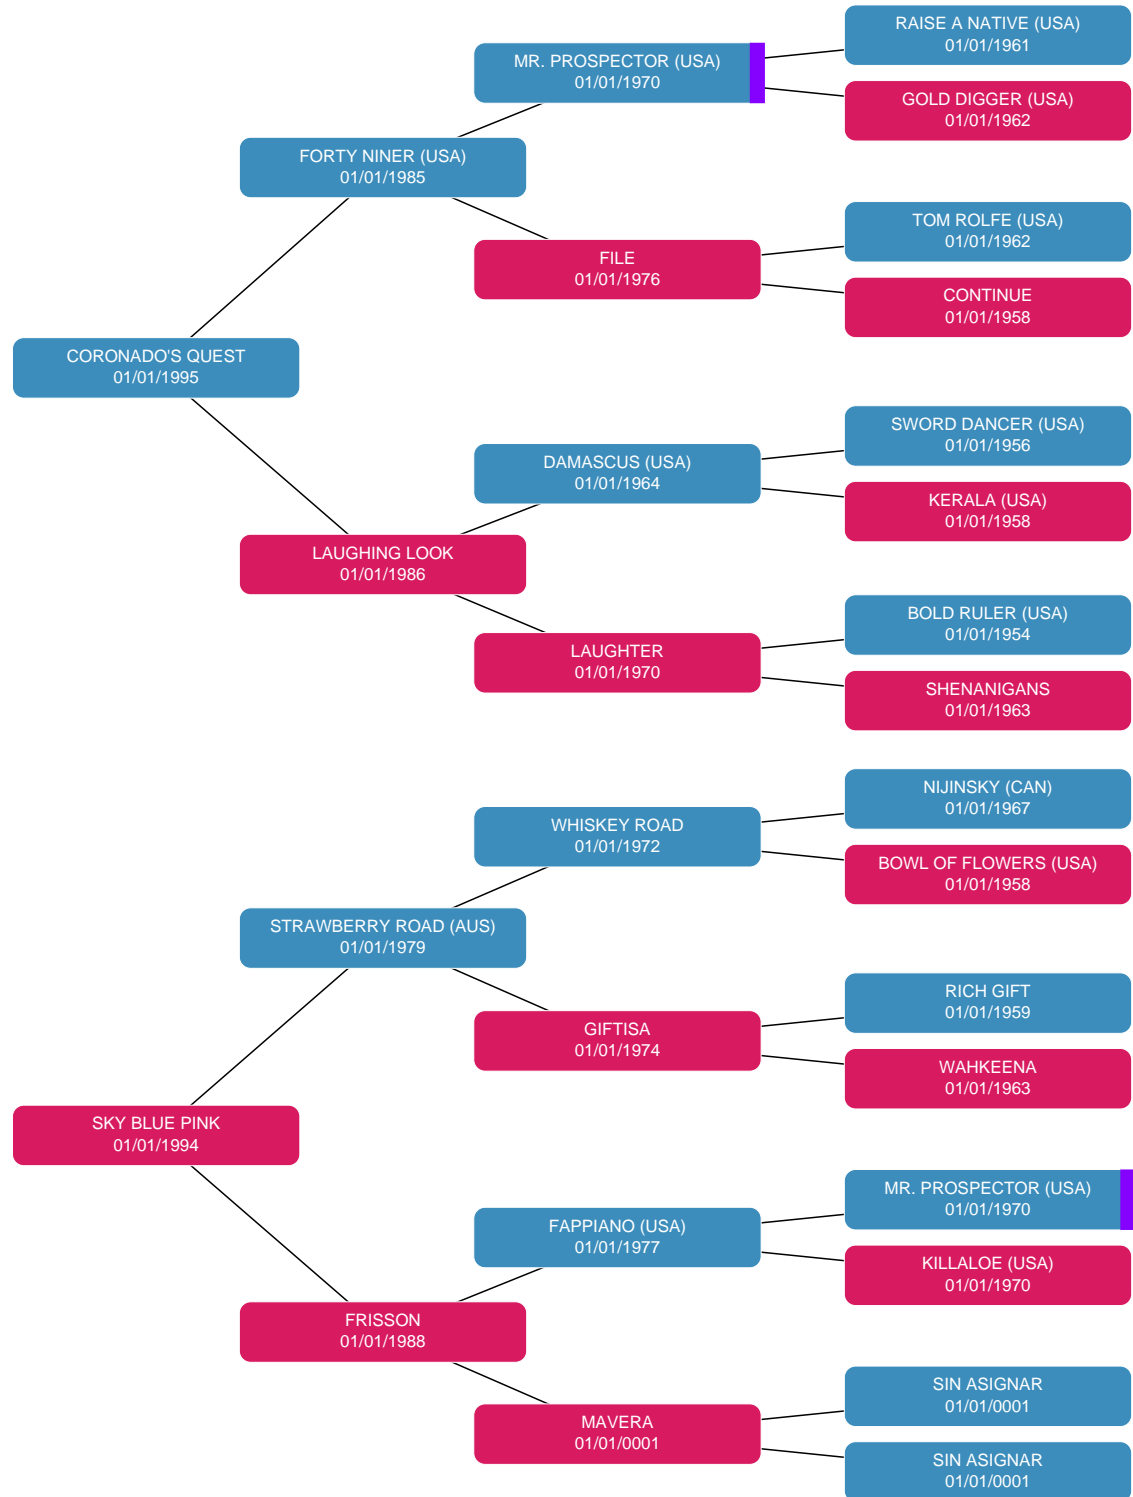 RAISE A NATIVE (USA)
01/01/1961
MR. PROSPECTOR (USA)
01/01/1970
GOLD DIGGER (USA)
01/01/1962
FORTY NINER (USA)
01/01/1985
TOM ROLFE (USA)
01/01/1962
FILE
01/01/1976
CONTINUE
01/01/1958
CORONADO'S QUEST
01/01/1995
SWORD DANCER (USA)
01/01/1956
DAMASCUS (USA)
01/01/1964
KERALA (USA)
01/01/1958
LAUGHING LOOK
01/01/1986
BOLD RULER (USA)
01/01/1954
LAUGHTER
01/01/1970
SHENANIGANS
01/01/1963
NIJINSKY (CAN)
01/01/1967
WHISKEY ROAD
01/01/1972
BOWL OF FLOWERS (USA)
01/01/1958
STRAWBERRY ROAD (AUS)
01/01/1979
RICH GIFT
01/01/1959
GIFTISA
01/01/1974
WAHKEENA
01/01/1963
SKY BLUE PINK
01/01/1994
MR. PROSPECTOR (USA)
01/01/1970
FAPPIANO (USA)
01/01/1977
KILLALOE (USA)
01/01/1970
FRISSON
01/01/1988
SIN ASIGNAR
01/01/0001
MAVERA
01/01/0001
SIN ASIGNAR
01/01/0001